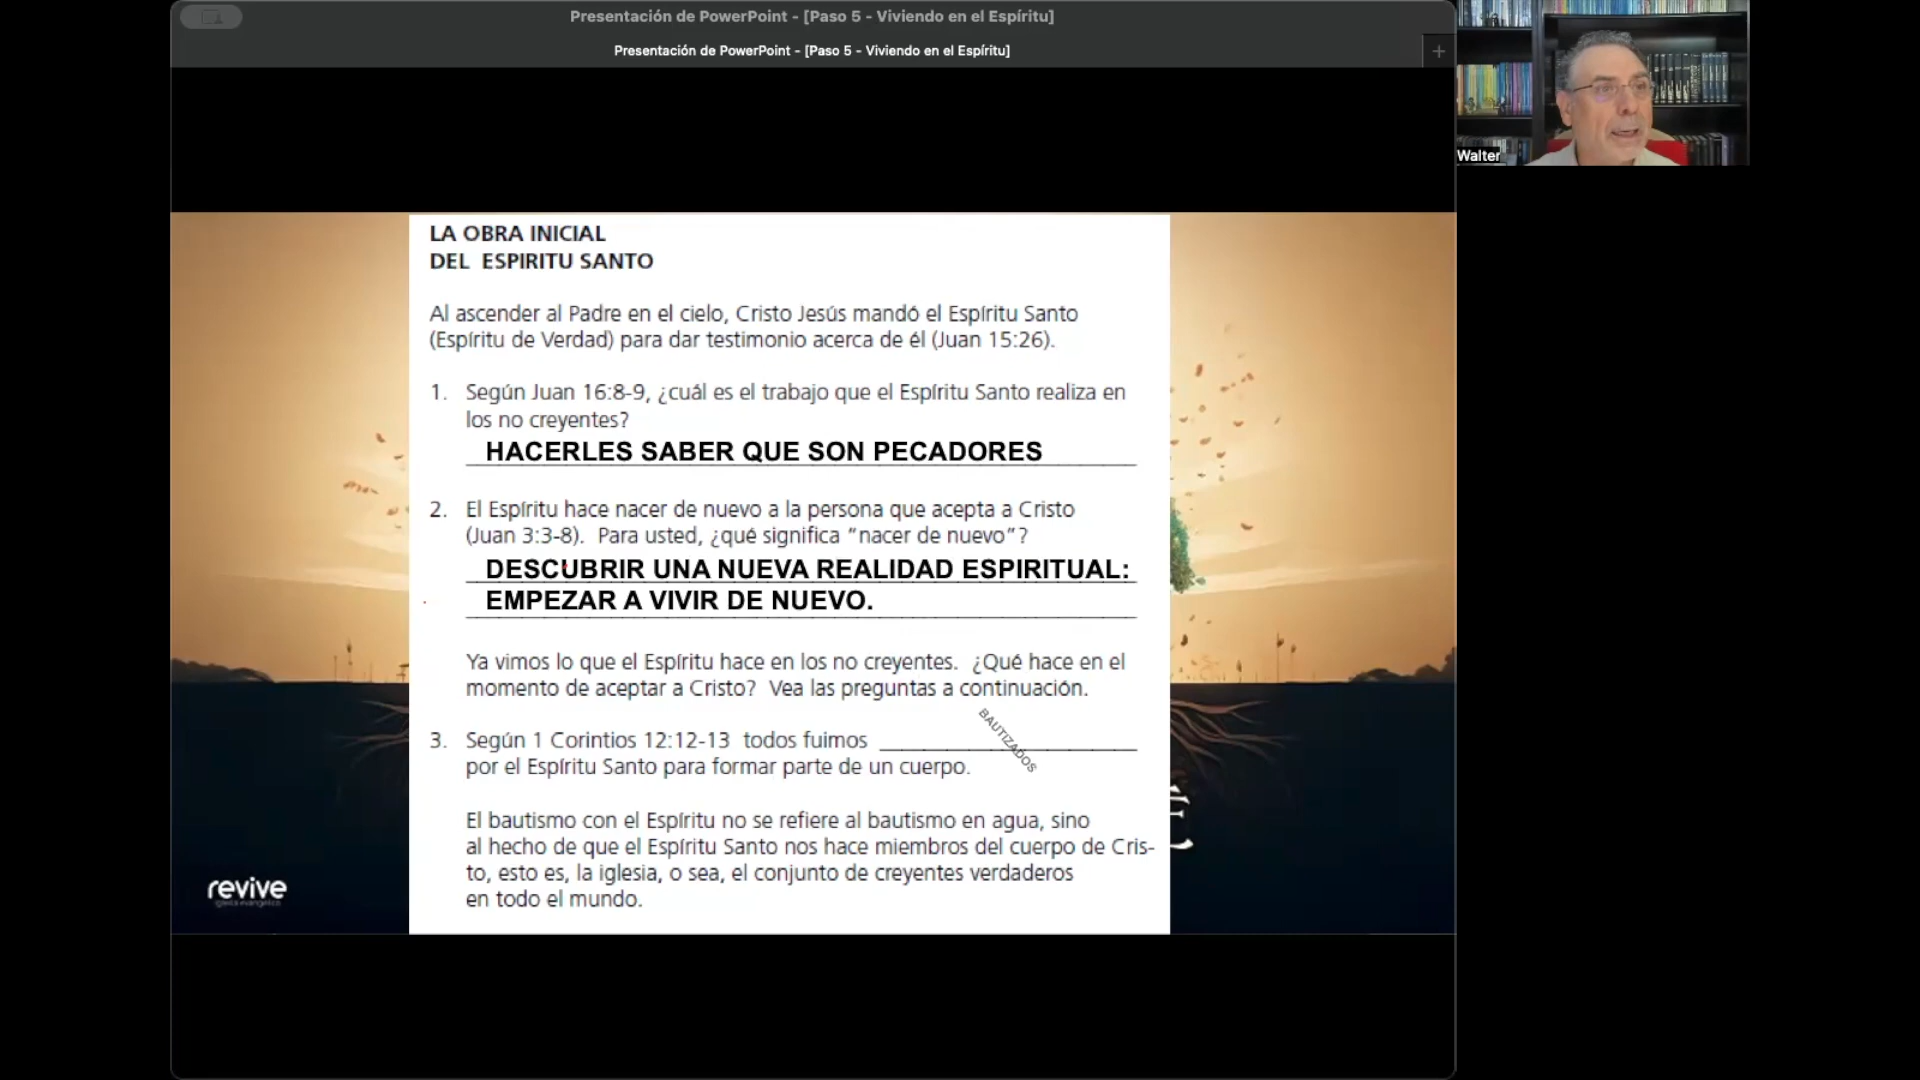 Presentación de PowerPoint - [Paso 5 - Viviendo en el Espíritu]
Presentación de PowerPoint - [Paso 5 - Viviendo en el Espíritu]
Walter
LA OBRA INICIAL
DEL ESPIRITU SANTO
Al ascender al Padre en el cielo, Cristo Jesús mandó el Espíritu Santo
(Espíritu de Verdad) para dar testimonio acerca de él (Juan 15:26).
1. Según Juan 16:8-9, ¿cuál es el trabajo que el Espíritu Santo realiza en
los no creyentes?
HACERLES SABER QUE SON PECADORES
2. El Espíritu hace nacer de nuevo a la persona que acepta a Cristo
(Juan 3:3-8). Para usted, ¿qué significa “nacer de nuevo”?
DESCUBRIR UNA NUEVA REALIDAD ESPIRITUAL:
EMPEZAR A VIVIR DE NUEVO.
Ya vimos lo que el Espíritu hace en los no creyentes. ¿Qué hace en el
momento de aceptar a Cristo? Vea las preguntas a continuación.
BAUTIZADOS
3. Según 1 Corintios 12:12-13 todos fuimos ____________________
por el Espíritu Santo para formar parte de un cuerpo.
El bautismo con el Espíritu no se refiere al bautismo en agua, sino
al hecho de que el Espíritu Santo nos hace miembros del cuerpo de Cris-
to, esto es, la iglesia, o sea, el conjunto de creyentes verdaderos
en todo el mundo.
revive
iglesia evangélica